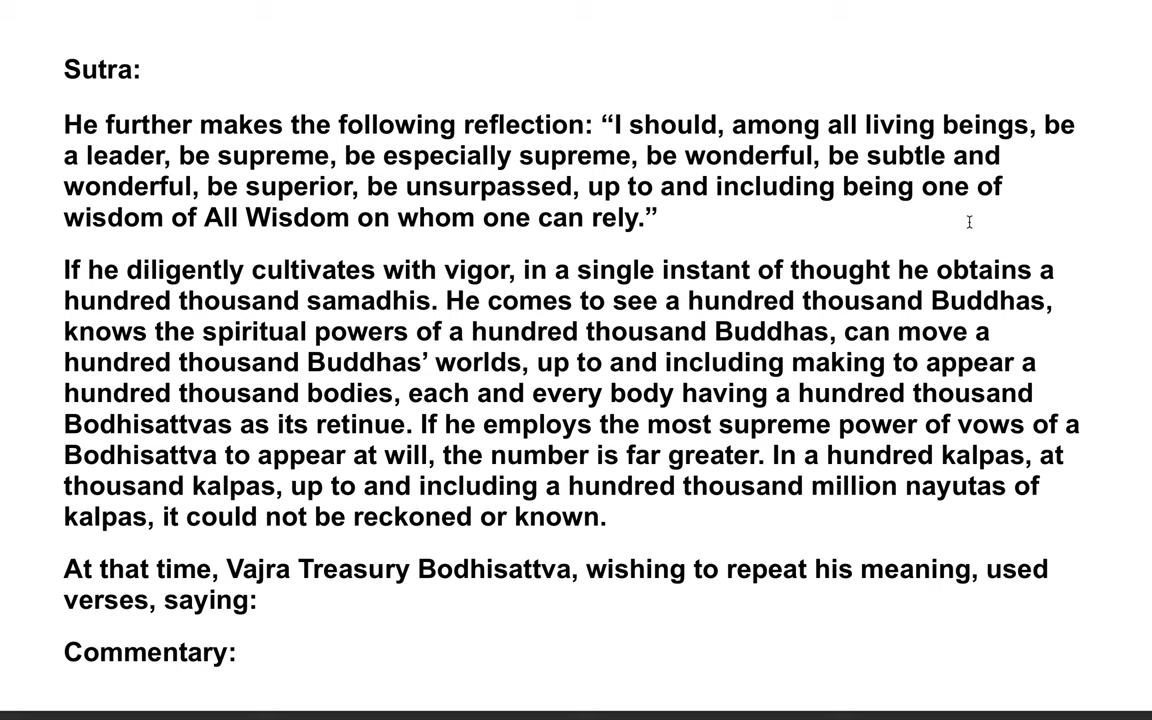 Sutra:
He further makes the following reflection: “I should, among all living beings, be
a leader, be supreme, be especially supreme, be wonderful, be subtle and
wonderful, be superior, be unsurpassed, up to and including being one of
wisdom of All Wisdom on whom one can rely.”
If he diligently cultivates with vigor, in a single instant of thought he obtains a
hundred thousand samadhis. He comes to see a hundred thousand Buddhas,
knows the spiritual powers of a hundred thousand Buddhas, can move a
hundred thousand Buddhas’ worlds, up to and including making to appear a
hundred thousand bodies, each and every body having a hundred thousand
Bodhisattvas as its retinue. If he employs the most supreme power of vows of a
Bodhisattva to appear at will, the number is far greater. In a hundred kalpas, at
thousand kalpas, up to and including a hundred thousand million nayutas of
kalpas, it could not be reckoned or known.
At that time, Vajra Treasury Bodhisattva, wishing to repeat his meaning, used
verses, saying:
Commentary: